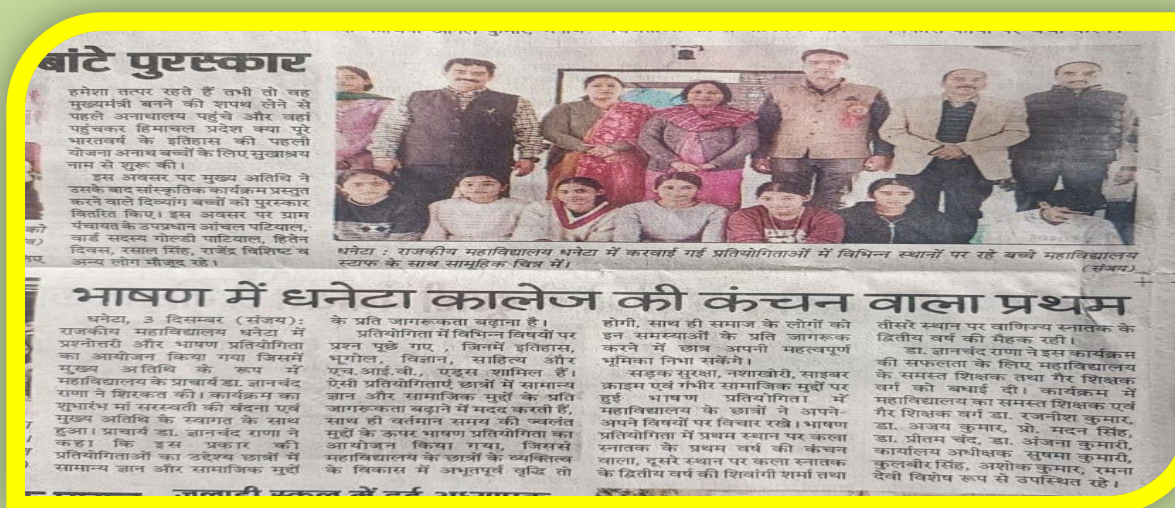 बांटे पुरस्कार
हमेशा तत्पर रहते हैं तभी तो वह
मुख्यमंत्री बनने की शपथ लेने से
पहले अनाथालय पहुंचे और वहां
पहुंचकर हिमाचल प्रदेश क्या पूरे
भारतवर्ष के इतिहास की पहली
योजना अनाथ बच्चों के लिए सुखाश्रय
नाम से शुरू की।
इस अवसर पर मुख्य अतिथि ने
उसके बाद सांस्कृतिक कार्यक्रम प्रस्तुत
करने वाले दिव्यांग बच्चों को पुरस्कार
वितरित किए। इस अवसर पर ग्राम
पंचायत के उपप्रधान आंचल पटियाल,
वार्ड सदस्य गोल्डी पाटियाल, हितेन
दिवस, रसाल सिंह, राजेंद्र विशिष्ट व
अन्य लोग मौजूद रहे।
धनेटा : राजकीय महाविद्यालय धनेटा में करवाई गई प्रतियोगिताओं में विभिन्न स्थानों पर रहे बच्चे महाविद्यालय
स्टाफ के साथ सामूहिक चित्र में।
(संजय)
भाषण में धनेटा कालेज की कंचन वाला प्रथम
धनेटा, 3 दिसम्बर (संजय):
राजकीय महाविद्यालय धनेटा में
प्रश्नोत्तरी और भाषण प्रतियोगिता
का आयोजन किया गया जिसमें
मुख्य अतिथि के रूप में
महाविद्यालय के प्राचार्य डा. ज्ञानचंद
राणा ने शिरकत की। कार्यक्रम का
शुभारंभ मां सरस्वती की वंदना एवं
मुख्य अतिथि के स्वागत के साथ
हुआ। प्राचार्य डा. ज्ञानचंद राणा ने
कहा कि इस प्रकार की
प्रतियोगिताओं का उद्देश्य छात्रों में
सामान्य ज्ञान और सामाजिक मुद्दों
के प्रति जागरूकता बढ़ाना है।
प्रतियोगिता में विभिन्न विषयों पर
प्रश्न पूछे गए , जिनमें इतिहास,
भूगोल, विज्ञान, साहित्य और
एच.आई.वी., एड्स शामिल हैं।
ऐसी प्रतियोगिताएं छात्रों में सामान्य
ज्ञान और सामाजिक मुद्दों के प्रति
जागरूकता बढ़ाने में मदद करती हैं,
साथ ही वर्तमान समय की ज्वलंत
मुद्दों के ऊपर भाषण प्रतियोगिता का
आयोजन किया गया, जिससे
महाविद्यालय के छात्रों के व्यक्तित्व
के विकास में अभूतपूर्व वृद्धि तो
होगी, साथ ही समाज के लोगों को
इन समस्याओं के प्रति जागरूक
करने में छात्र अपनी महत्वपूर्ण
भूमिका निभा सकेंगे।
सड़क सुरक्षा, नशाखोरी, साइबर
क्राइम एवं गंभीर सामाजिक मुद्दों पर
हुई भाषण प्रतियोगिता में
महाविद्यालय के छात्रों ने अपने-
अपने विषयों पर विचार रखे। भाषण
प्रतियोगिता में प्रथम स्थान पर कला
स्नातक के प्रथम वर्ष की कंचन
वाला, दूसरे स्थान पर कला स्नातक
के द्वितीय वर्ष की शिवांगी शर्मा तथा
तीसरे स्थान पर वाणिज्य स्नातक के
द्वितीय वर्ष की मैहक रही।
डा. ज्ञानचंद राणा ने इस कार्यक्रम
की सफलता के लिए महाविद्यालय
के समस्त शिक्षक तथा गैर शिक्षक
वर्ग को बधाई दी। कार्यक्रम में
महाविद्यालय का समस्त शिक्षक एवं
गैर शिक्षक वर्ग डा. रजनीश कुमार,
डा. अजय कुमार, प्रो. मदन सिंह,
डा. प्रीतम चंद, डा. अंजना कुमारी,
कार्यालय अधीक्षक सुषमा कुमारी,
कुलबीर सिंह, अशोक कुमार, रमना
देवी विशेष रूप से उपस्थित रहे।